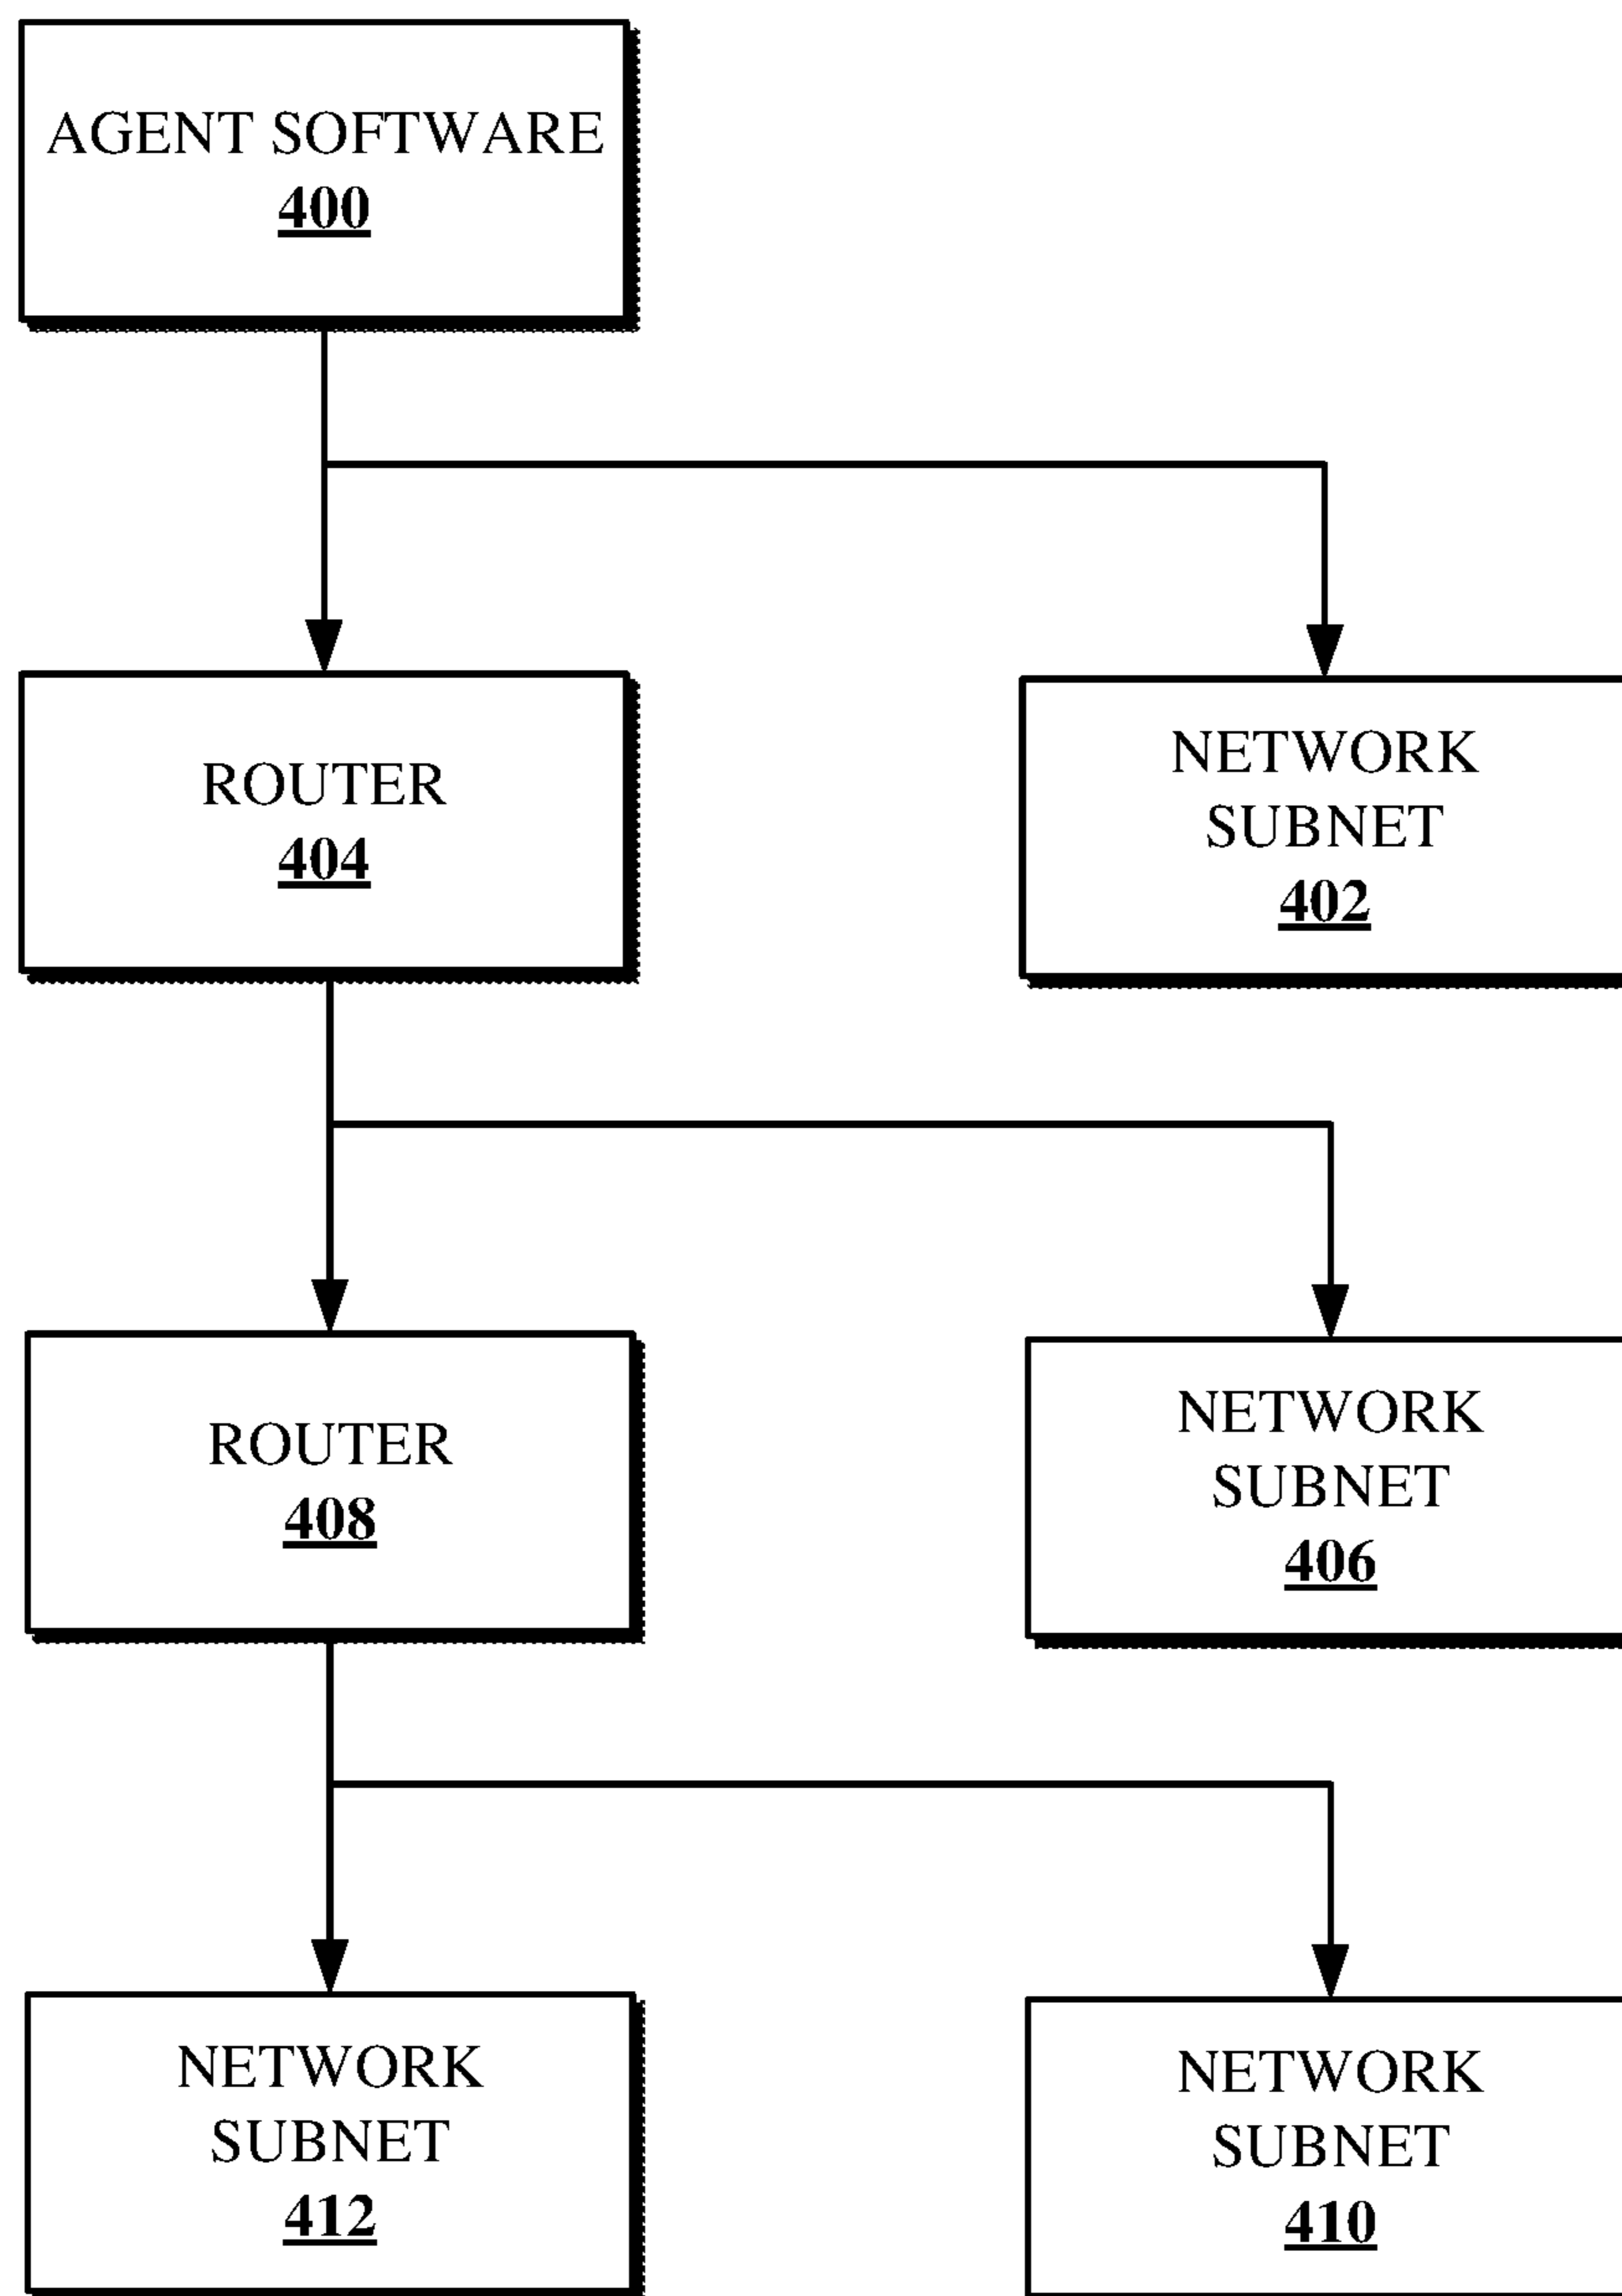 AGENT SOFTWARE
400
ROUTER
404
NETWORK
SUBNET
402
ROUTER
408
NETWORK
SUBNET
406
NETWORK
SUBNET
412
NETWORK
SUBNET
410